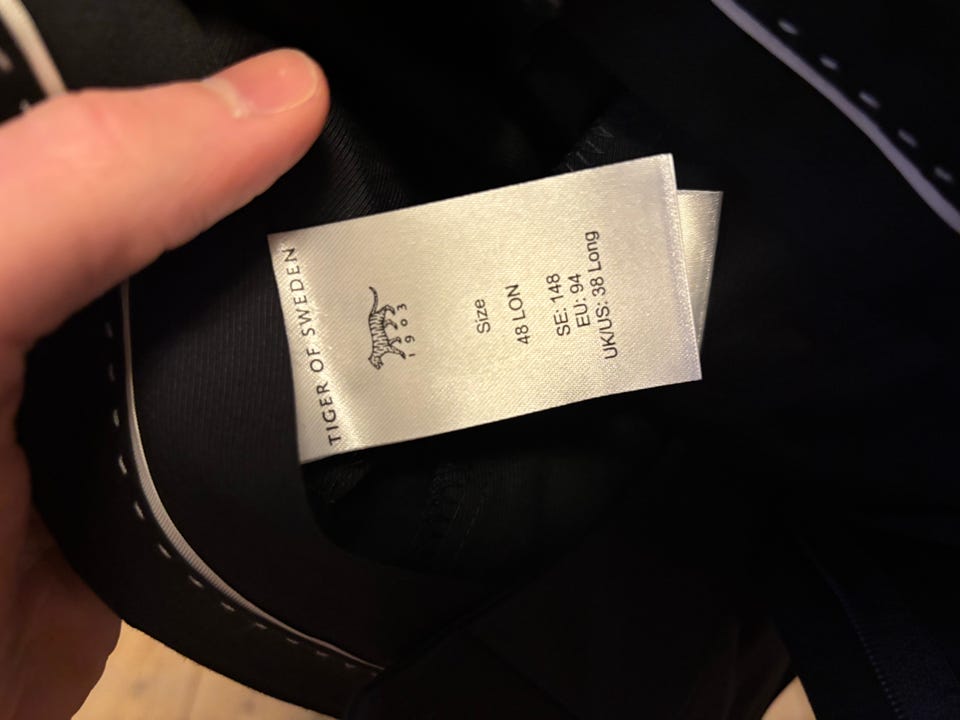 TIGER OF SWEDEN
1903
Size
48 LON
SE: 148
EU: 94
UK/US: 38 Long